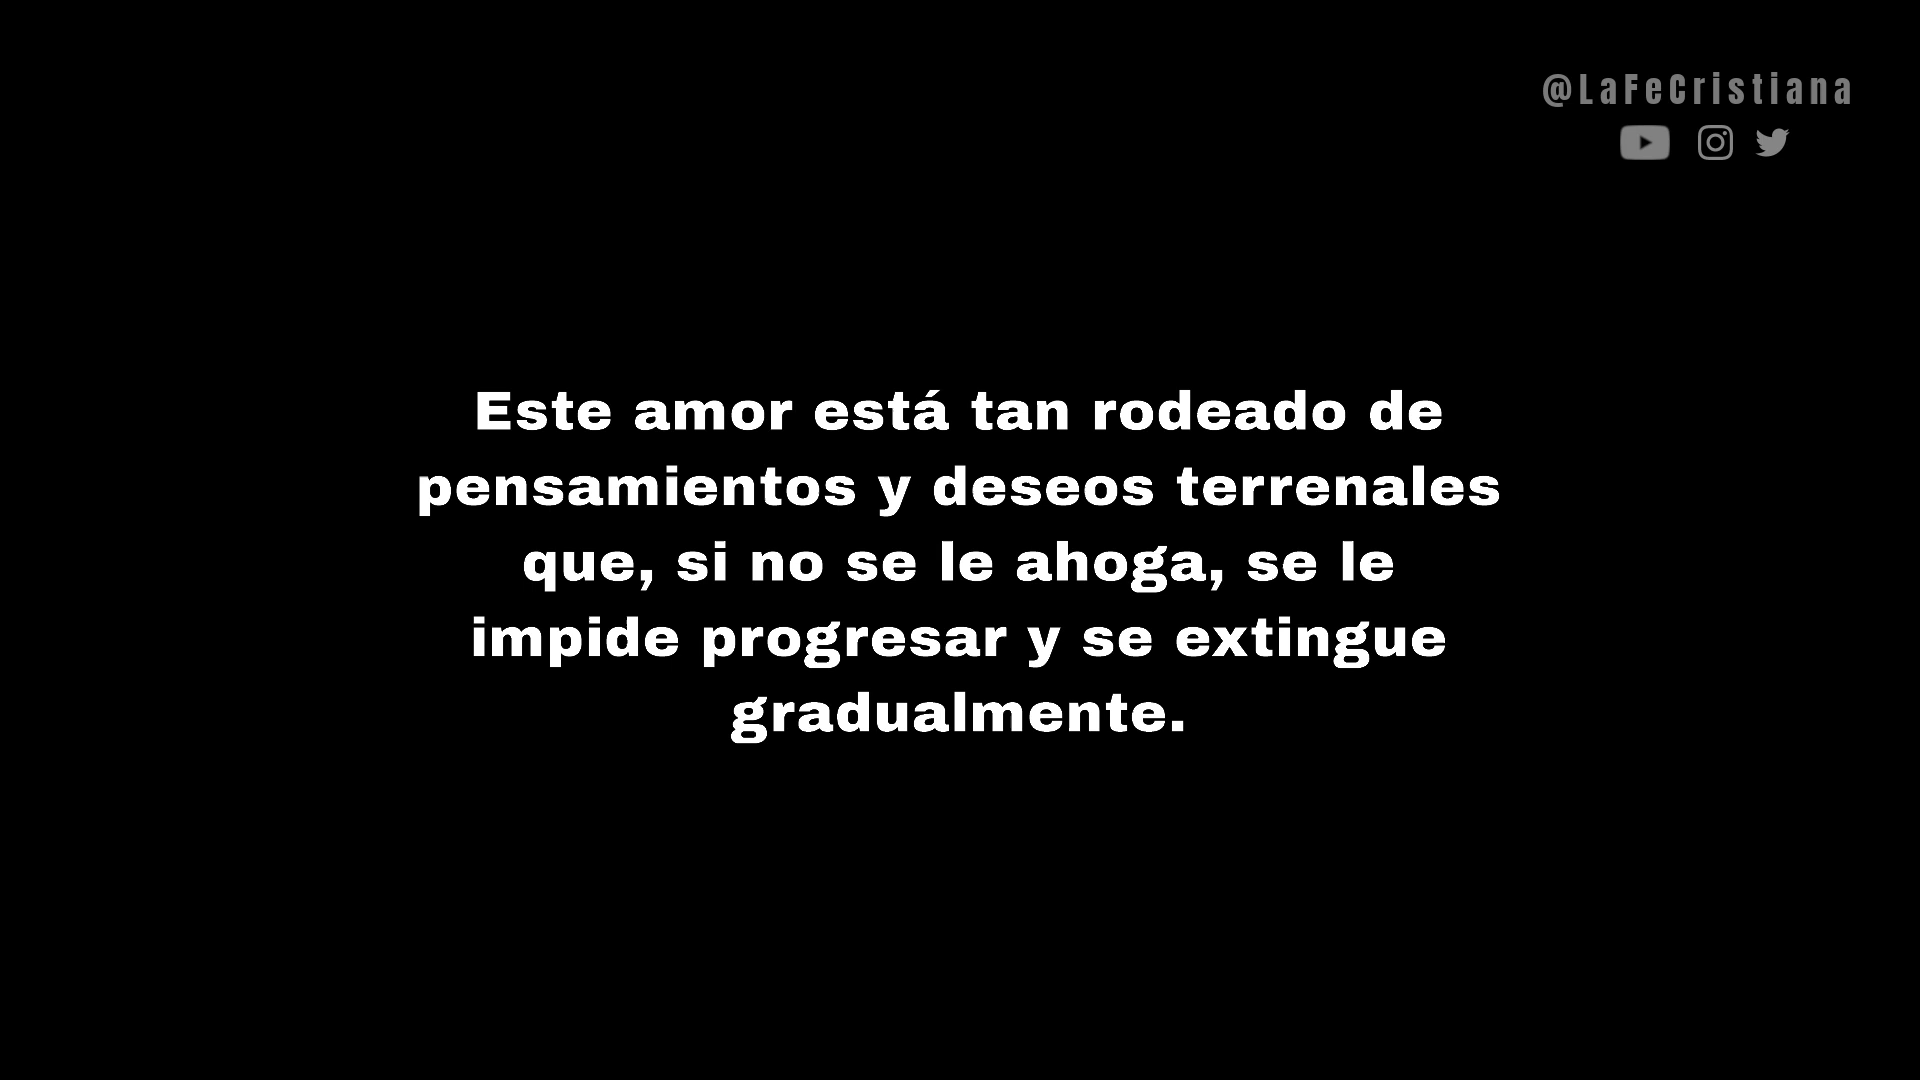 @LaFeCristiana
Este amor está tan rodeado de
pensamientos y deseos terrenales
que, si no se le ahoga, se le
impide progresar y se extingue
gradualmente.